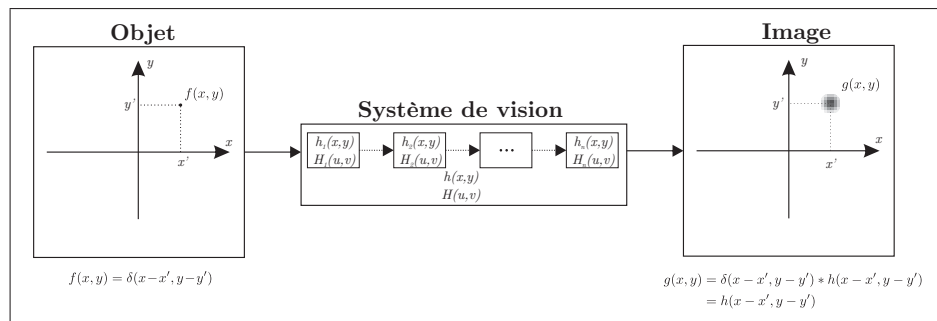 Objet
y
y'
f(x, y)
x
x'
Système de vision
h₁(x,y)
H₁(u,v)
h₂(x,y)
H₂(u,v)
...
hₙ(x,y)
Hₙ(u,v)
h(x,y)
H(u,v)
Image
y
g(x, y)
y'
x
x'
f(x, y) = δ(x−x′, y−y′)
g(x, y) = δ(x − x′, y − y′) ∗ h(x − x′, y − y′)
= h(x − x′, y − y′)